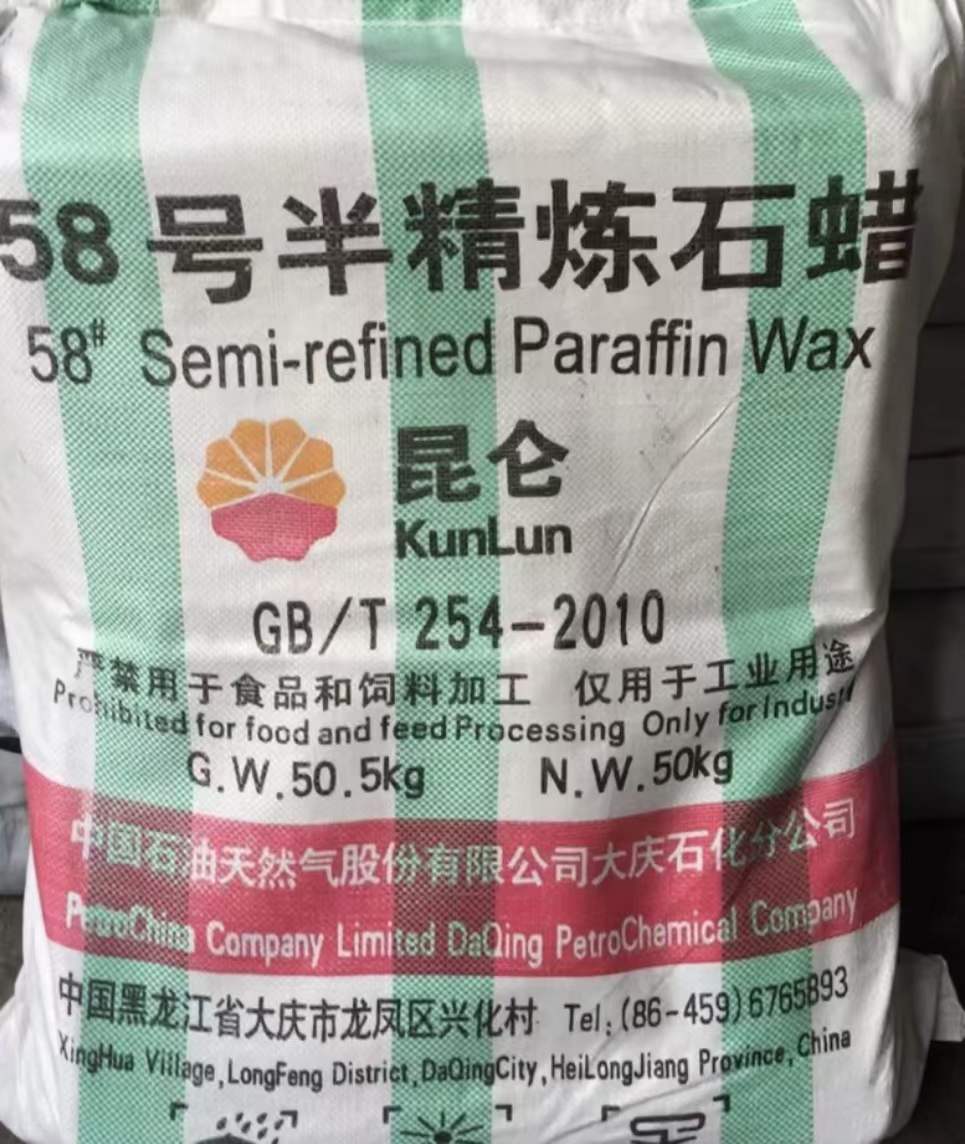 58号半精炼石蜡
58# Semi-refined Paraffin Wax
昆仑
KunLun
GB/T 254-2010
严禁用于食品和饲料加工 仅用于工业用途
Prohibited for food and feed Processing Only for Indust
G.W.50.5kg N.W.50kg
中国石油天然气股份有限公司大庆石化分公司
PetroChina Company Limited DaQing PetroChemical Company
中国黑龙江省大庆市龙凤区兴化村 Tel:(86-459)6765893
XingHua Village,LongFeng District,DaQingCity,HeiLongJiang Province,China